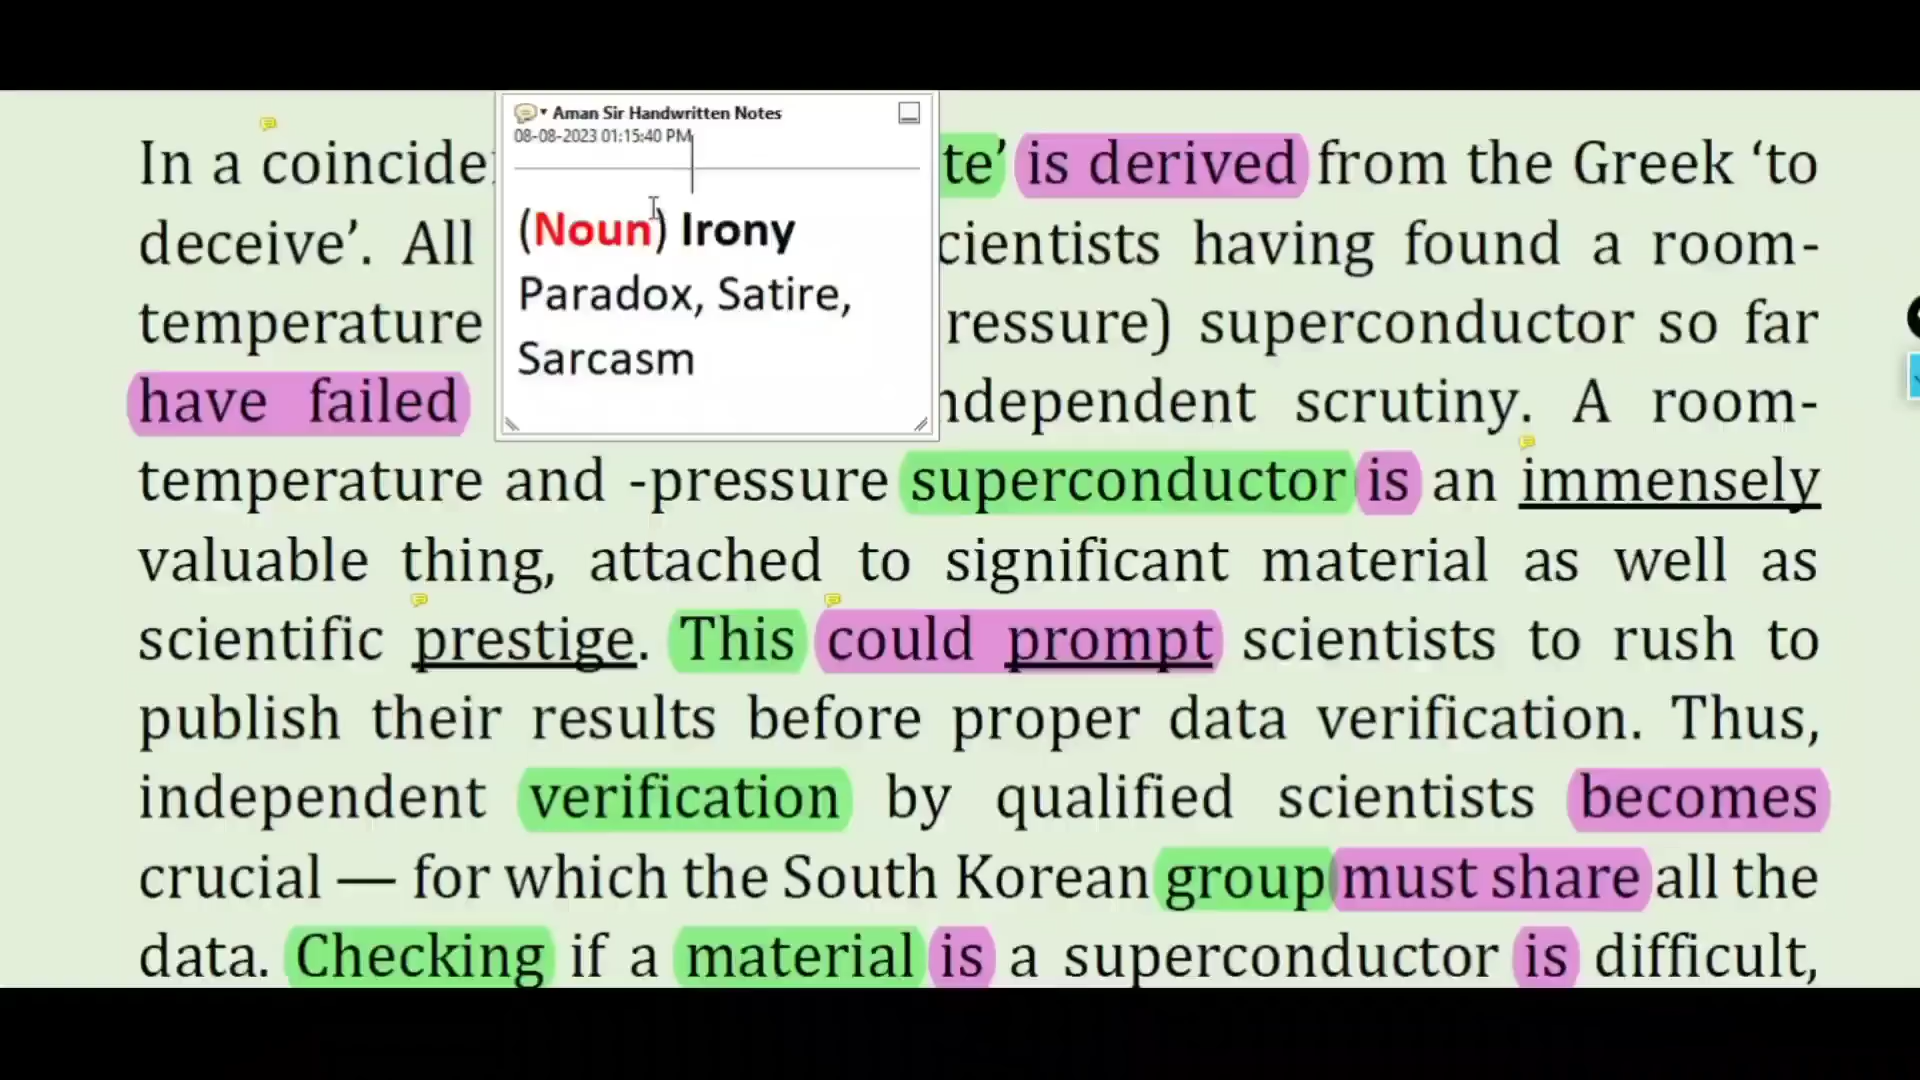 Aman Sir Handwritten Notes
08-08-2023 01:15:40 PM
(Noun) Irony
Paradox, Satire,
Sarcasm
In a te’ is derived from the Greek ‘to
deceive’. All having found a room-
temperature superconductor so far
have failed scrutiny. A room-
temperature and -pressure superconductor is an immensely
valuable thing, attached to significant material as well as
scientific prestige. This could prompt scientists to rush to
publish their results before proper data verification. Thus,
independent verification by qualified scientists becomes
crucial — for which the South Korean group must share all the
data. Checking if a material is a superconductor is difficult,